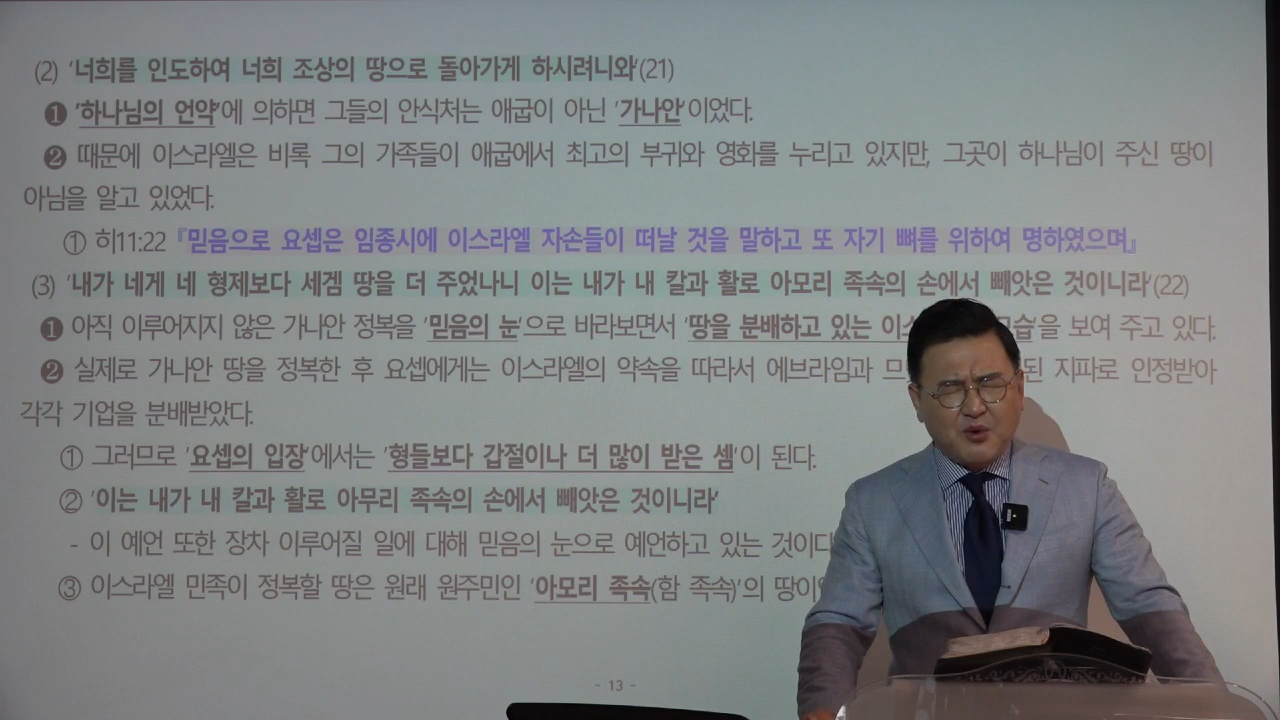 (2) '너희를 인도하여 너희 조상의 땅으로 돌아가게 하시려니와'(21)
❶ '하나님의 언약'에 의하면 그들의 안식처는 애굽이 아닌 '가나안'이었다.
❷ 때문에 이스라엘은 비록 그의 가족들이 애굽에서 최고의 부귀와 영화를 누리고 있지만, 그곳이 하나님이 주신 땅이
아님을 알고 있었다.
① 히11:22 『믿음으로 요셉은 임종시에 이스라엘 자손들이 떠날 것을 말하고 또 자기 뼈를 위하여 명하였으며』
(3) '내가 네게 네 형제보다 세겜 땅을 더 주었나니 이는 내가 내 칼과 활로 아모리 족속의 손에서 빼앗은 것이니라'(22)
❶ 아직 이루어지지 않은 가나안 정복을 '믿음의 눈'으로 바라보면서 '땅을 분배하고 있는 모습'을 보여 주고 있다.
❷ 실제로 가나안 땅을 정복한 후 요셉에게는 이스라엘의 약속을 따라서 에브라임과 된 지파로 인정받아
각각 기업을 분배받았다.
① 그러므로 '요셉의 입장'에서는 '형들보다 갑절이나 더 많이 받은 셈'이 된다.
② '이는 내가 내 칼과 활로 아무리 족속의 손에서 빼앗은 것이니라'
- 이 예언 또한 장차 이루어질 일에 대해 믿음의 눈으로 예언하고 있는 것이다
③ 이스라엘 민족이 정복할 땅은 원래 원주민인 '아모리 족속(함 족속)'의
- 13 -